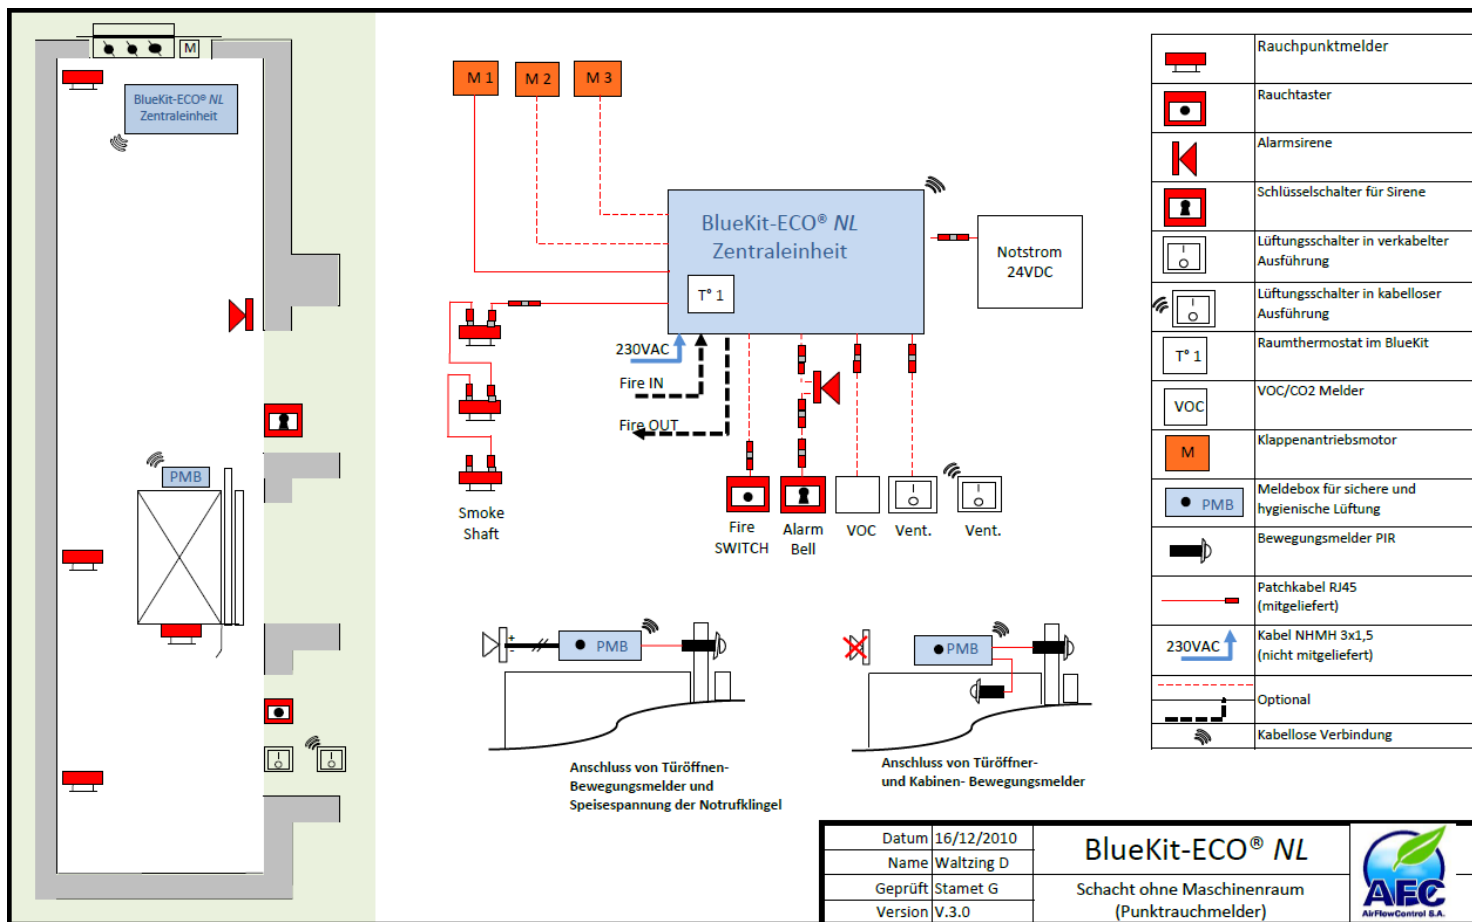 M
BlueKit-ECO® NL
Zentraleinheit
PMB
M 1
M 2
M 3
BlueKit-ECO® NL
Zentraleinheit
T° 1
Notstrom
24VDC
230VAC
Fire IN
Fire OUT
Smoke
Shaft
Fire
SWITCH
Alarm
Bell
VOC
Vent.
Vent.
+
-
PMB
Anschluss von Türöffnen-
Bewegungsmelder und
Speisespannung der Notrufklingel
PMB
Anschluss von Türöffner-
und Kabinen- Bewegungsmelder
Rauchpunktmelder
Rauchtaster
Alarmsirene
Schlüsselschalter für Sirene
Lüftungsschalter in verkabelter
Ausführung
Lüftungsschalter in kabelloser
Ausführung
T° 1
Raumthermostat im BlueKit
VOC
VOC/CO2 Melder
M
Klappenantriebsmotor
PMB
Meldebox für sichere und
hygienische Lüftung
Bewegungsmelder PIR
Patchkabel RJ45
(mitgeliefert)
230VAC
Kabel NHMH 3x1,5
(nicht mitgeliefert)
Optional
Kabellose Verbindung
Datum 16/12/2010
Name Waltzing D
Geprüft Stamet G
Version V.3.0
BlueKit-ECO® NL
Schacht ohne Maschinenraum
(Punktrauchmelder)
AFC
AirFlowControl S.A.